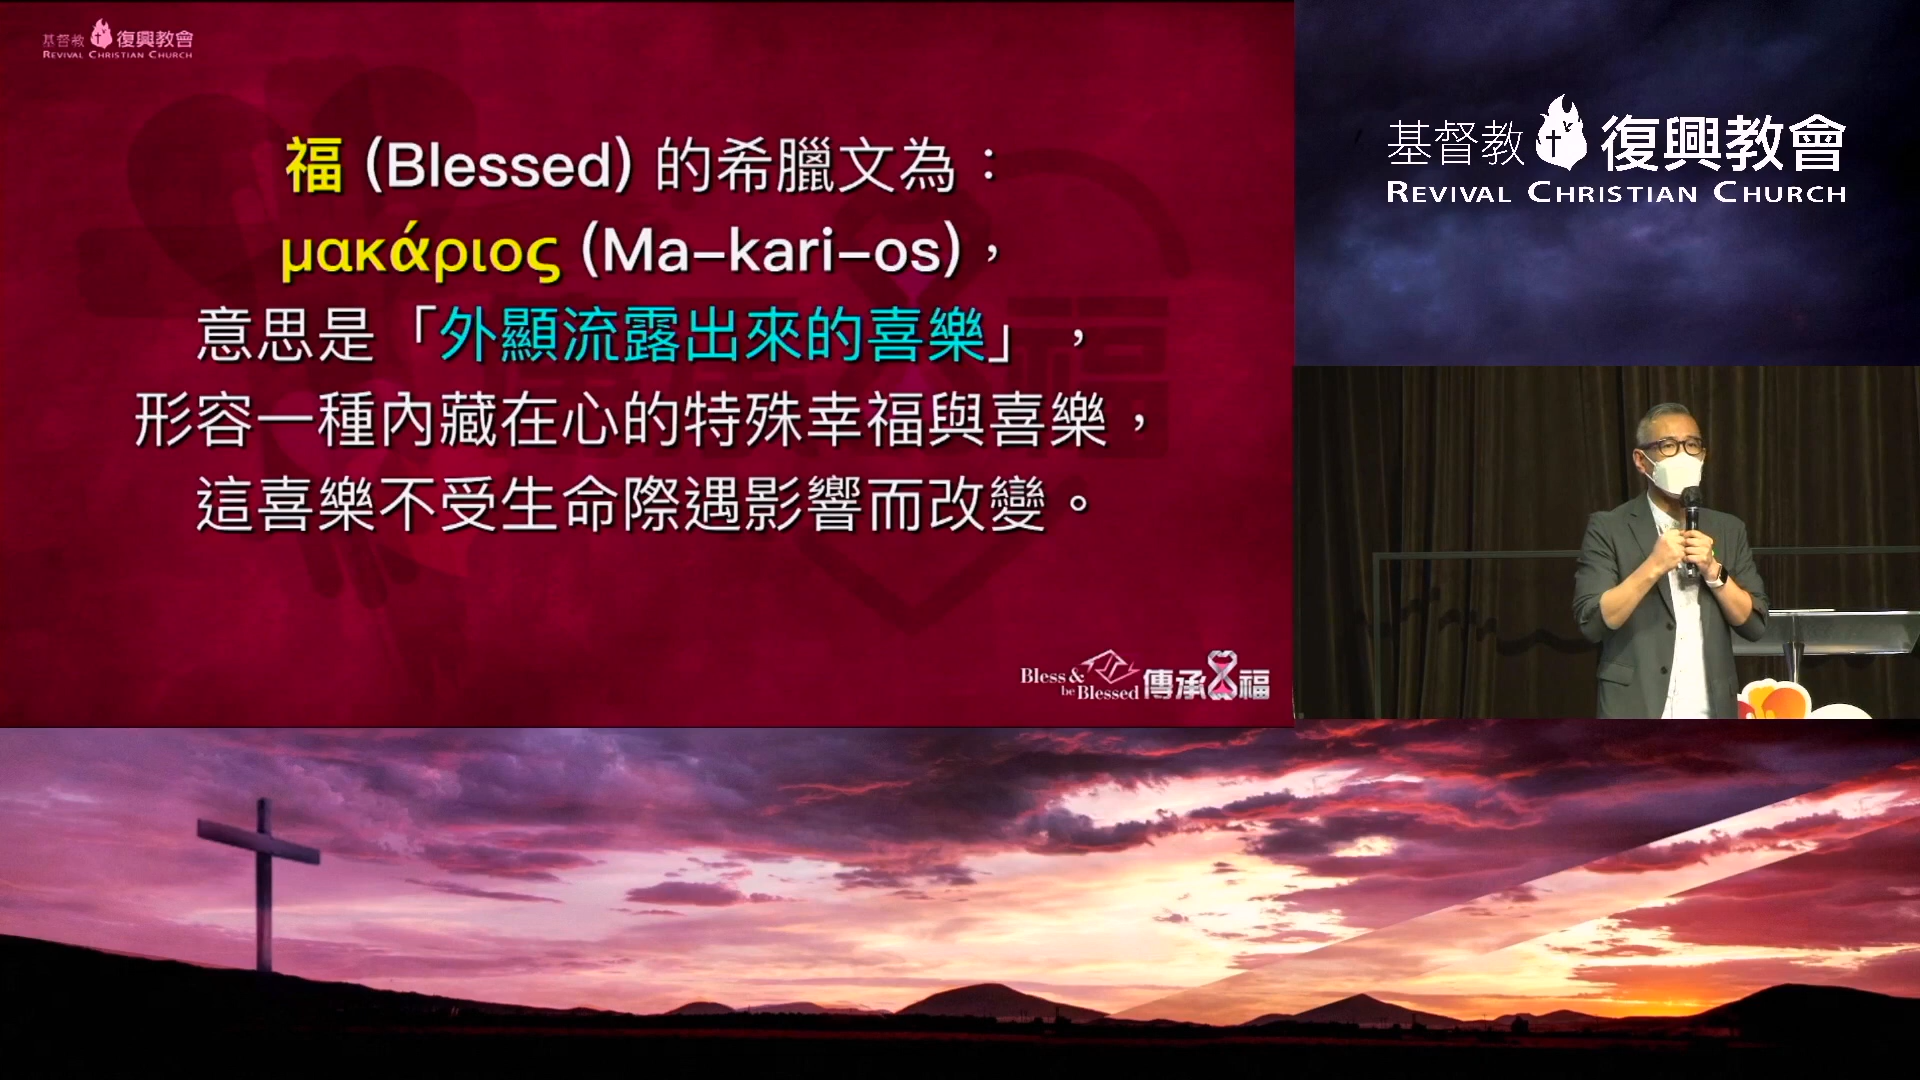 基督教 復興教會
REVIVAL CHRISTIAN CHURCH
福 (Blessed) 的希臘文為：
μακάριος (Ma-kari-os)，
意思是「外顯流露出來的喜樂」，
形容一種內藏在心的特殊幸福與喜樂，
這喜樂不受生命際遇影響而改變。
Bless &
be Blessed
傳承 福
基督教 復興教會
REVIVAL CHRISTIAN CHURCH